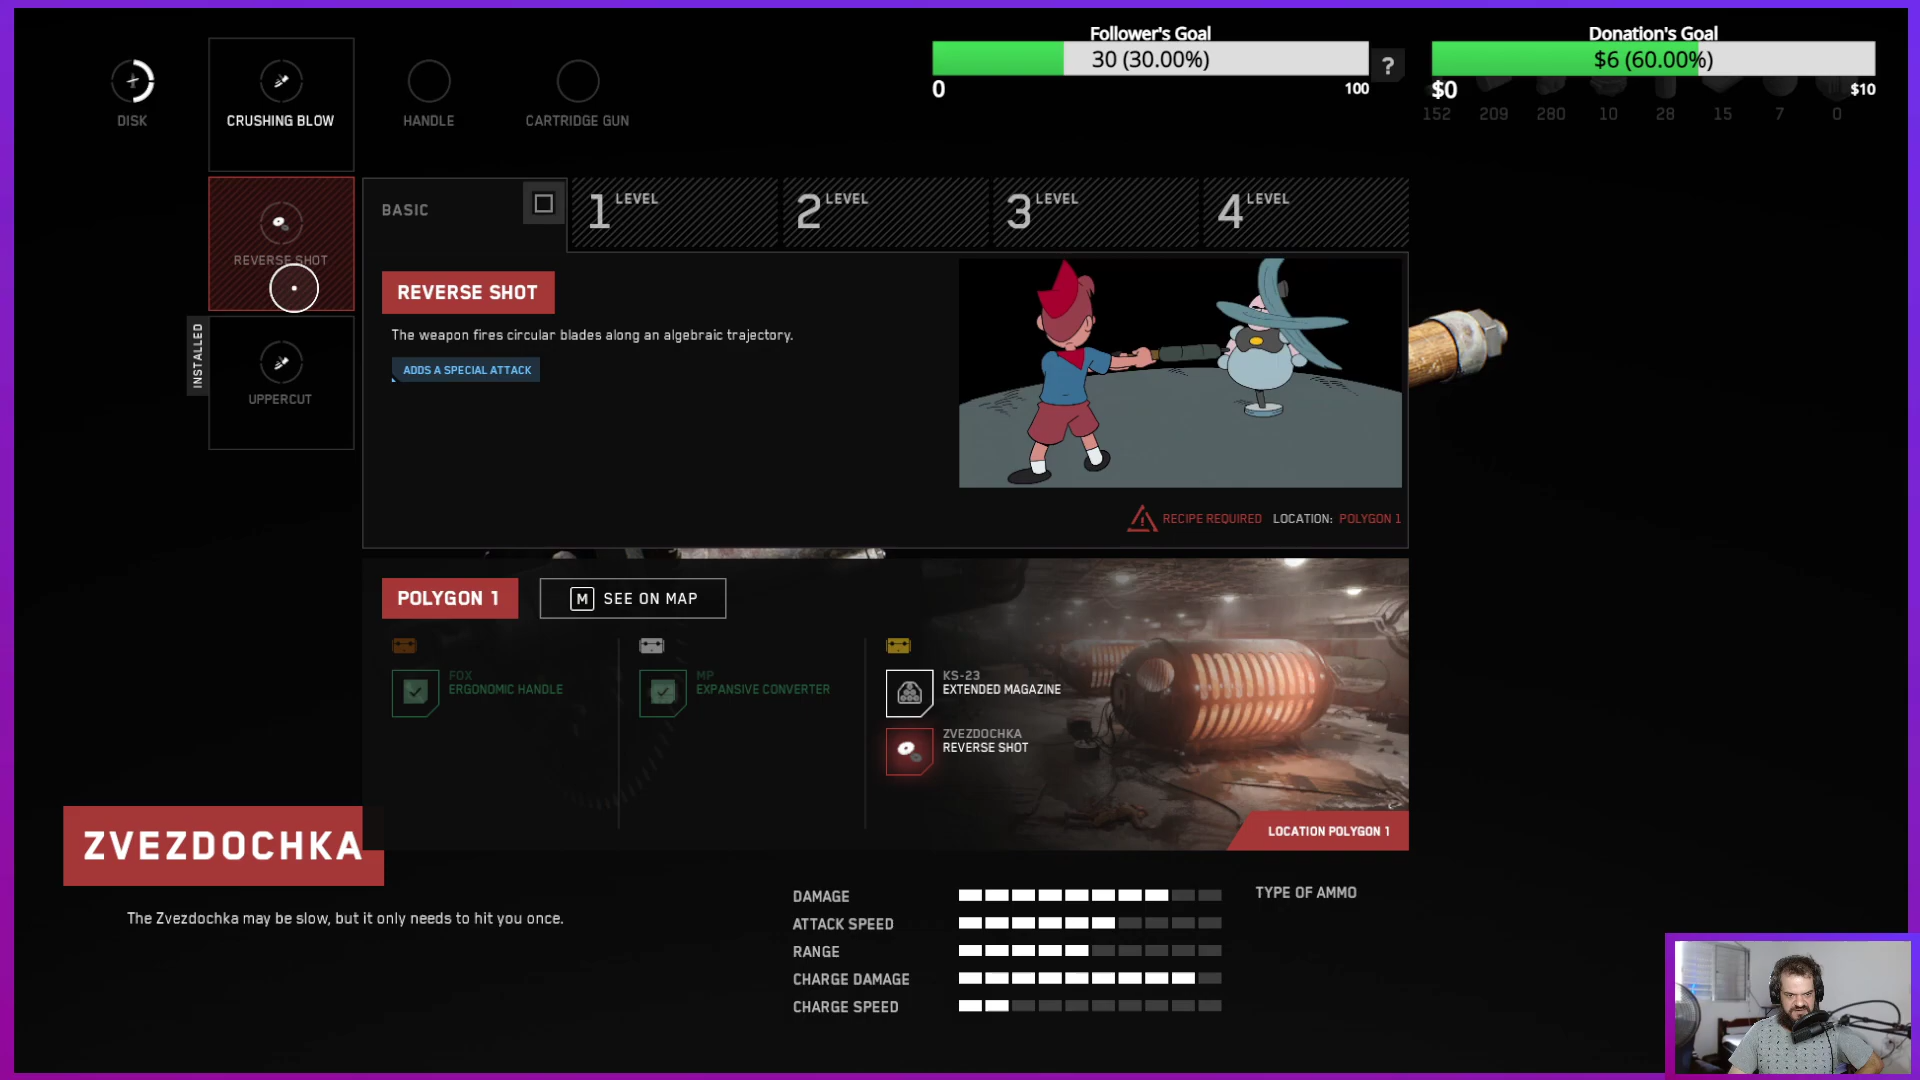 Follower's Goal
30 (30.00%)
0
100
?
Donation's Goal
$6 (60.00%)
$0
$10
152
209
280
10
28
15
7
0
DISK
CRUSHING BLOW
HANDLE
CARTRIDGE GUN
REVERSE SHOT
INSTALLED
UPPERCUT
BASIC
1 LEVEL
2 LEVEL
3 LEVEL
4 LEVEL
REVERSE SHOT
The weapon fires circular blades along an algebraic trajectory.
ADDS A SPECIAL ATTACK
RECIPE REQUIRED LOCATION: POLYGON 1
POLYGON 1
M SEE ON MAP
FOX
ERGONOMIC HANDLE
MP
EXPANSIVE CONVERTER
KS-23
EXTENDED MAGAZINE
ZVEZDOCHKA
REVERSE SHOT
LOCATION POLYGON 1
ZVEZDOCHKA
The Zvezdochka may be slow, but it only needs to hit you once.
DAMAGE
ATTACK SPEED
RANGE
CHARGE DAMAGE
CHARGE SPEED
TYPE OF AMMO